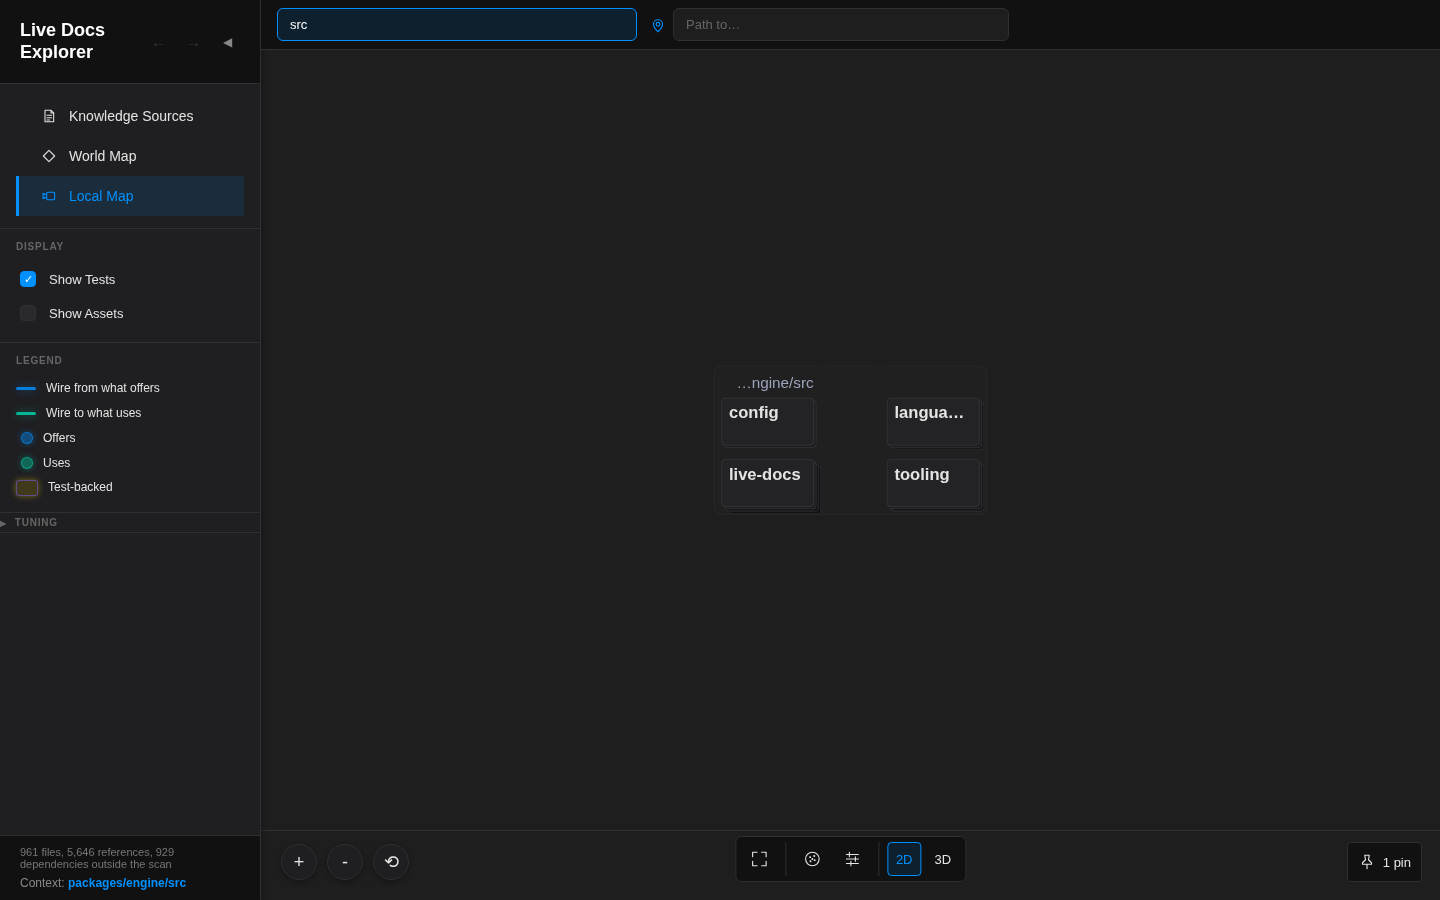 Live Docs
Explorer
← → ◀
src
Path to…
Knowledge Sources
World Map
Local Map
DISPLAY
✓ Show Tests
Show Assets
LEGEND
Wire from what offers
Wire to what uses
Offers
Uses
Test-backed
▶ TUNING
…ngine/src
config
langua…
live-docs
tooling
961 files, 5,646 references, 929
dependencies outside the scan
Context: packages/engine/src
+ - ⟲
2D 3D
1 pin